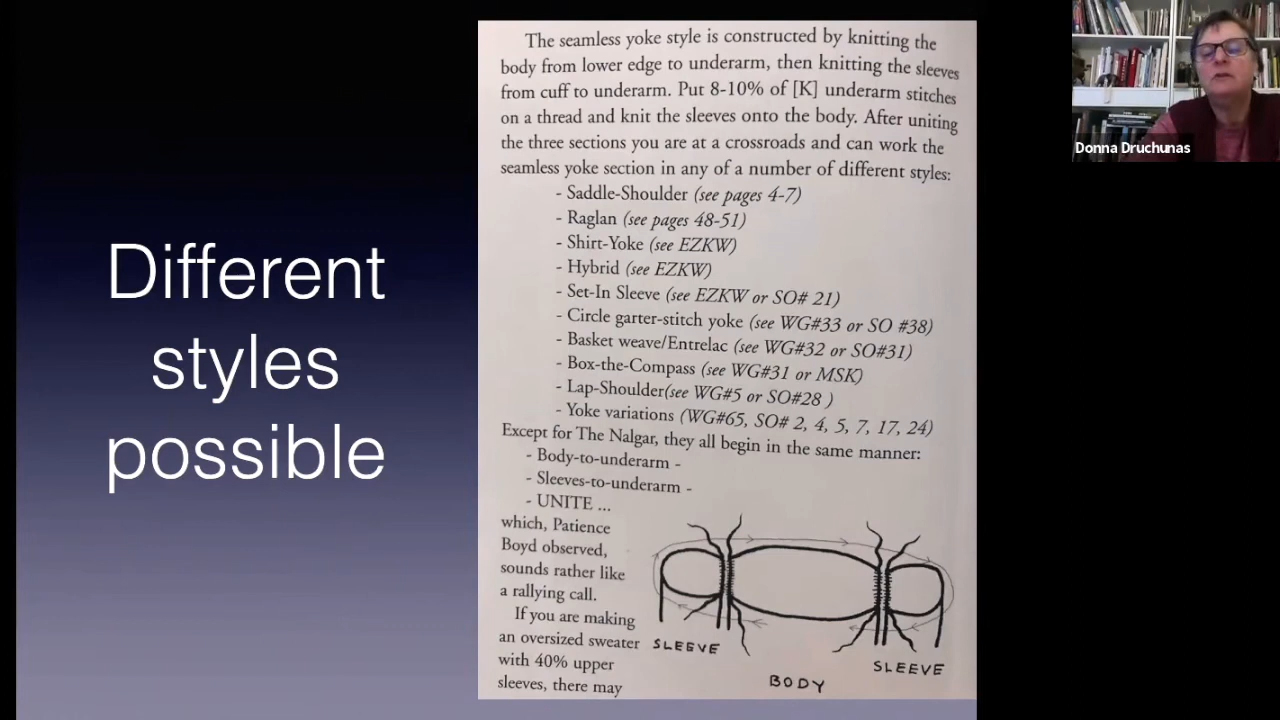 Different
styles
possible
The seamless yoke style is constructed by knitting the
body from lower edge to underarm, then knitting the sleeves
from cuff to underarm. Put 8-10% of [K] underarm stitches
on a thread and knit the sleeves onto the body. After uniting
the three sections you are at a crossroads and can work the
seamless yoke section in any of a number of different styles:
- Saddle-Shoulder (see pages 4-7)
- Raglan (see pages 48-51)
- Shirt-Yoke (see EZKW)
- Hybrid (see EZKW)
- Set-In Sleeve (see EZKW or SO# 21)
- Circle garter-stitch yoke (see WG#33 or SO #38)
- Basket weave/Entrelac (see WG#32 or SO#31)
- Box-the-Compass (see WG#31 or MSK)
- Lap-Shoulder(see WG#5 or SO#28 )
- Yoke variations (WG#65, SO# 2, 4, 5, 7, 17, 24)
Except for The Nalgar, they all begin in the same manner:
- Body-to-underarm -
- Sleeves-to-underarm -
- UNITE ...
which, Patience
Boyd observed,
sounds rather like
a rallying call.
If you are making
an oversized sweater
with 40% upper
sleeves, there may
SLEEVE
BODY
SLEEVE
Donna Druchunas